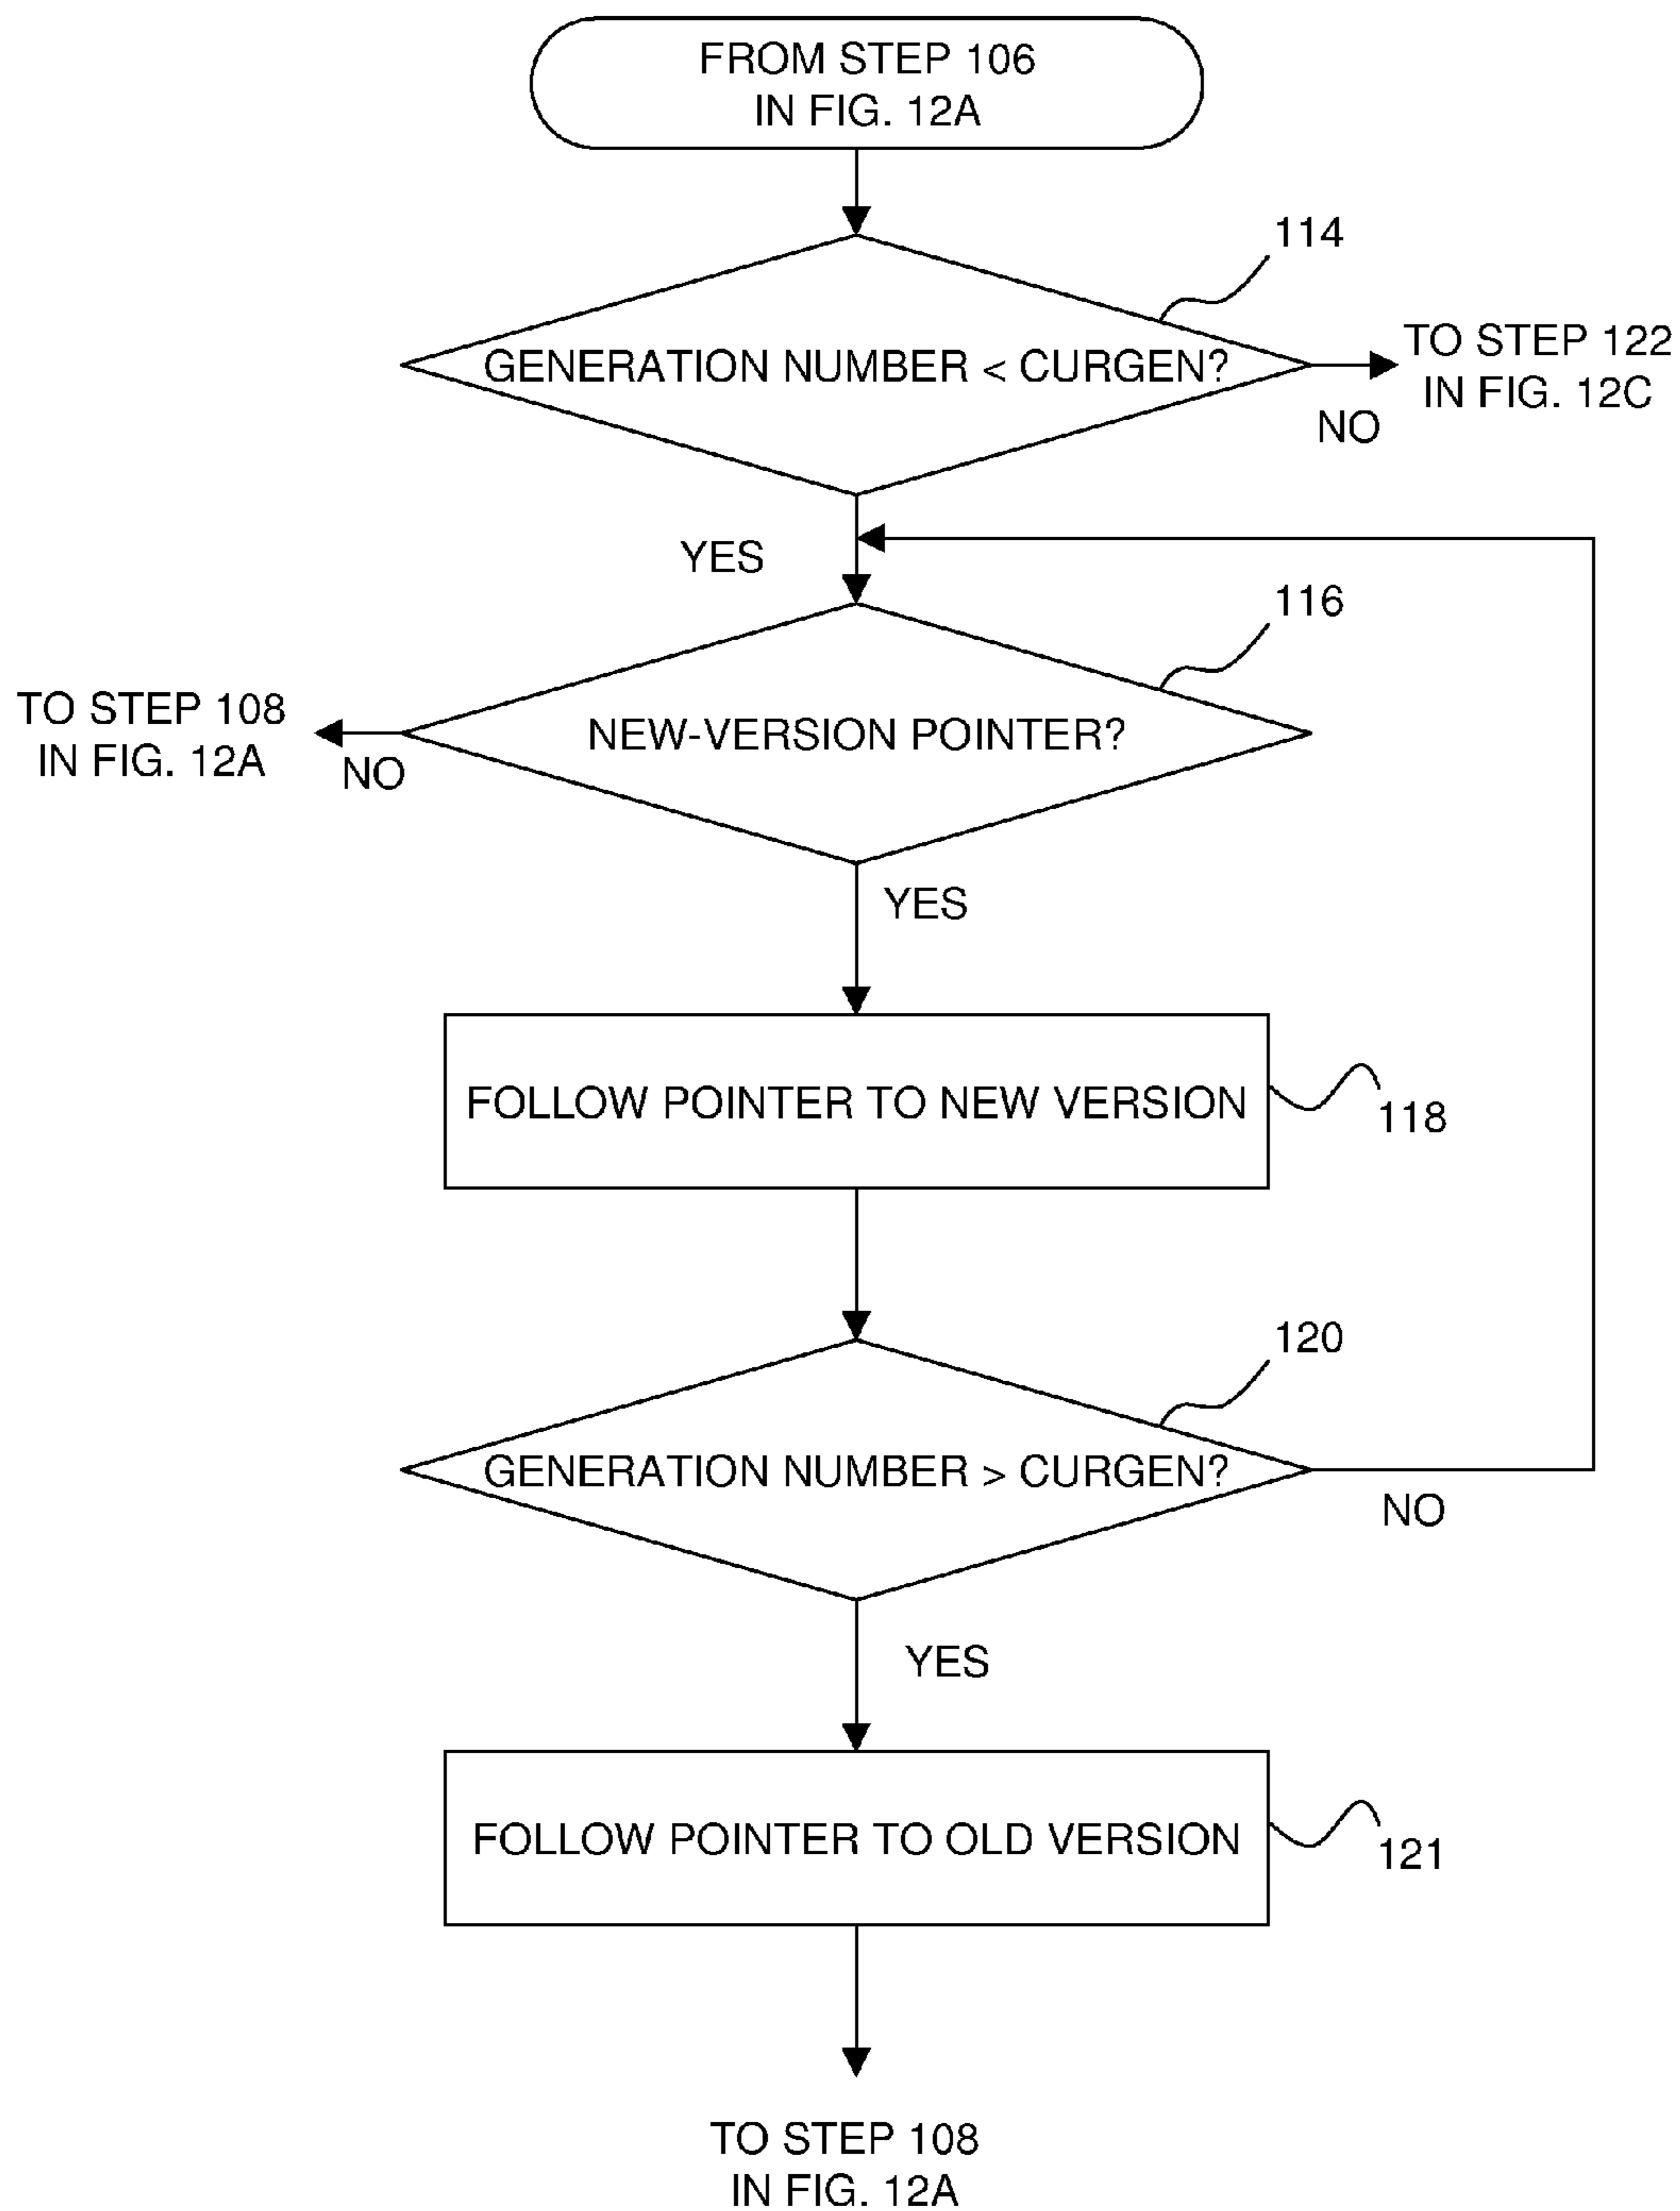 FROM STEP 106
IN FIG. 12A
114
GENERATION NUMBER < CURGEN?
TO STEP 122
IN FIG. 12C
NO
YES
116
TO STEP 108
IN FIG. 12A
NO
NEW-VERSION POINTER?
YES
FOLLOW POINTER TO NEW VERSION
118
120
GENERATION NUMBER > CURGEN?
NO
YES
FOLLOW POINTER TO OLD VERSION
121
TO STEP 108
IN FIG. 12A